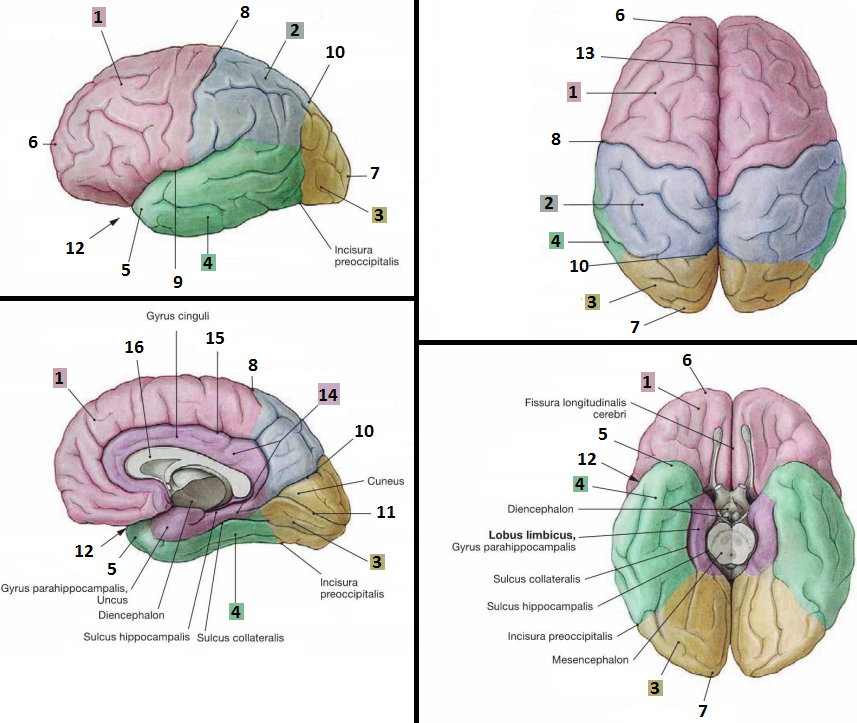 1
8
2
10
6
7
3
12
5
9
4
Incisura
preoccipitalis
6
13
1
8
2
4
10
3
7
Gyrus cinguli
16
15
1
8
14
10
Cuneus
11
12
5
3
Gyrus parahippocampalis,
Uncus
Diencephalon
4
Incisura
preoccipitalis
Sulcus hippocampalis
Sulcus collateralis
6
1
Fissura longitudinalis
cerebri
5
12
4
Diencephalon
Lobus limbicus,
Gyrus parahippocampalis
Sulcus collateralis
Sulcus hippocampalis
Incisura preoccipitalis
Mesencephalon
3
7